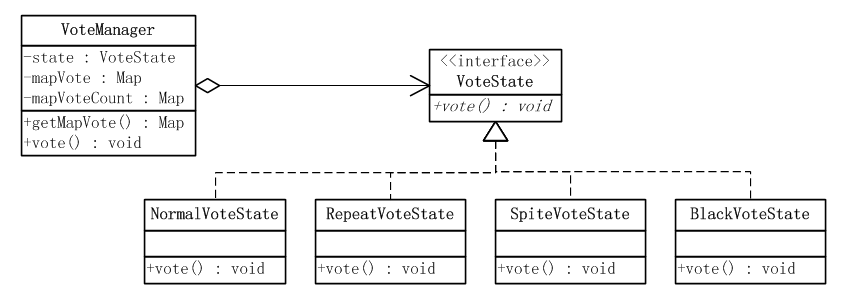 VoteManager
-state : VoteState
-mapVote : Map
-mapVoteCount : Map
+getMapVote() : Map
+vote() : void
<<interface>>
VoteState
+vote() : void
NormalVoteState
+vote() : void
RepeatVoteState
+vote() : void
SpiteVoteState
+vote() : void
BlackVoteState
+vote() : void